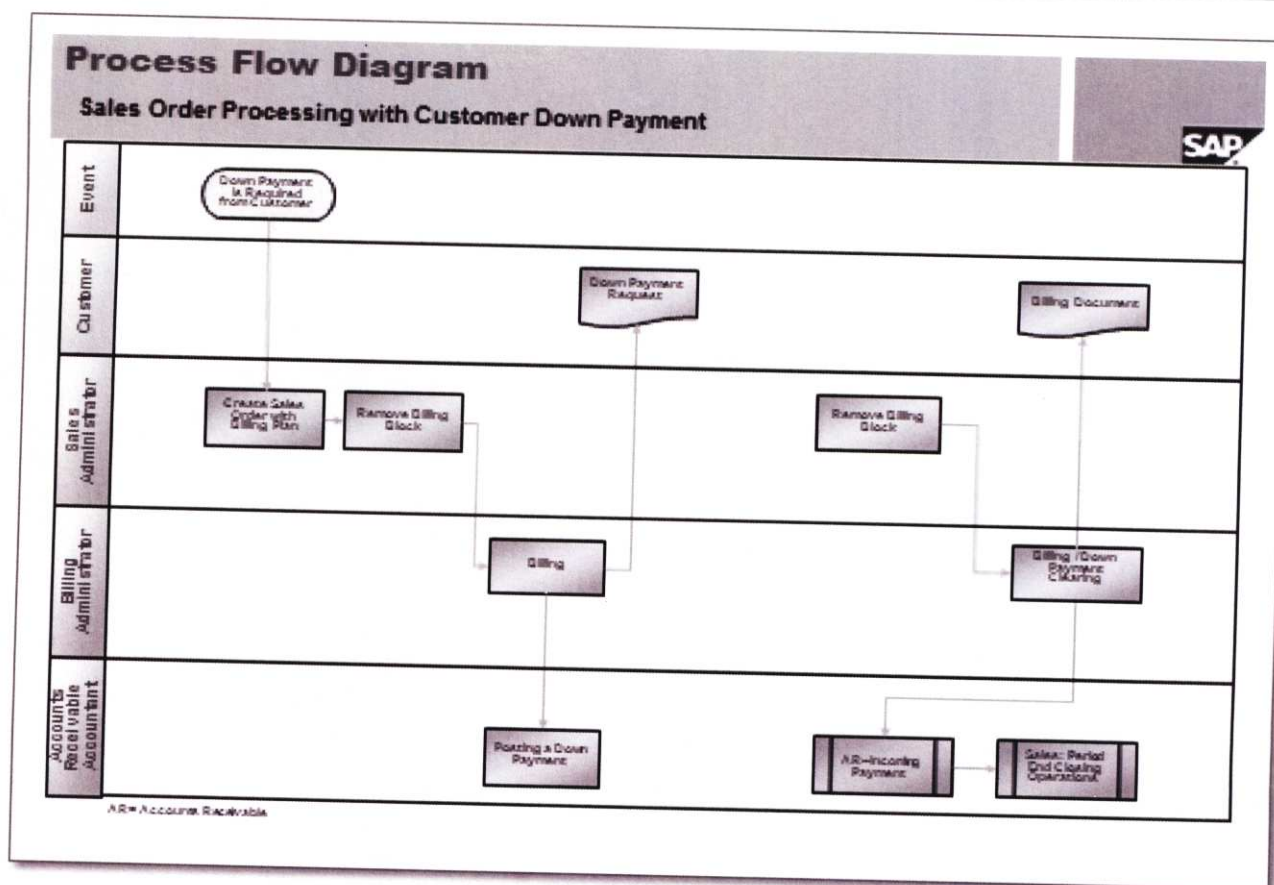 Process Flow Diagram
Sales Order Processing with Customer Down Payment
SAP
Event
Down Payment
is Required
from Customer
Customer
Down Payment
Request
Billing Document
Sales
Administrator
Create Sales
Order with
Billing Plan
Remove Billing
Block
Remove Billing
Block
Billing
Administrator
Billing
Billing /Down
Payment
Clearing
Accounts
Receivable
Accountant
Posting a Down
Payment
AR-Incoming
Payment
Sales: Period
End Closing
Operations
AR= Accounts Receivable